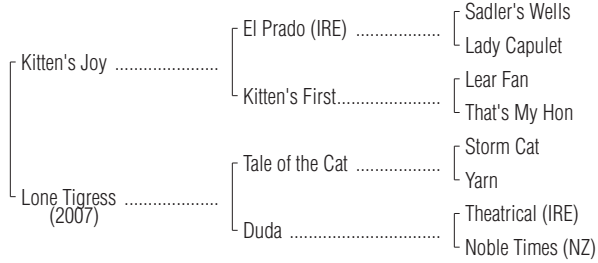 Sadler's Wells
El Prado (IRE) ..................
Lady Capulet
Kitten's Joy ......................
Lear Fan
Kitten's First......................
That's My Hon
Storm Cat
Tale of the Cat ..................
Yarn
Lone Tigress ....................
(2007)
Theatrical (IRE)
Duda ................................
Noble Times (NZ)